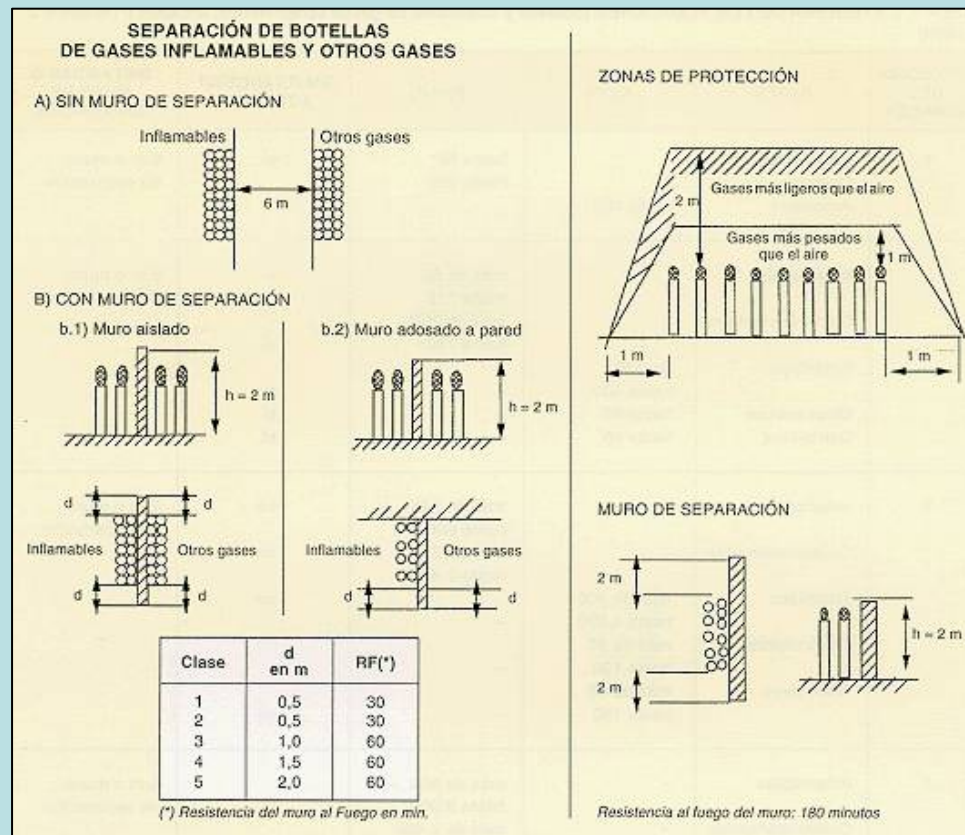 SEPARACIÓN DE BOTELLAS
DE GASES INFLAMABLES Y OTROS GASES
A) SIN MURO DE SEPARACIÓN
Inflamables
Otros gases
6 m
B) CON MURO DE SEPARACIÓN
b.1) Muro aislado
h = 2 m
d
d
Inflamables
Otros gases
d
d
b.2) Muro adosado a pared
h = 2 m
Inflamables
Otros gases
d
d
Clase
d
en m
RF(*)
1 0,5 30
2 0,5 30
3 1,0 60
4 1,5 60
5 2,0 60
(*) Resistencia del muro al Fuego en min.
ZONAS DE PROTECCIÓN
Gases más ligeros que el aire
2 m
Gases más pesados
que el aire
1 m
1 m
1 m
MURO DE SEPARACIÓN
2 m
2 m
h = 2 m
Resistencia al fuego del muro: 180 minutos